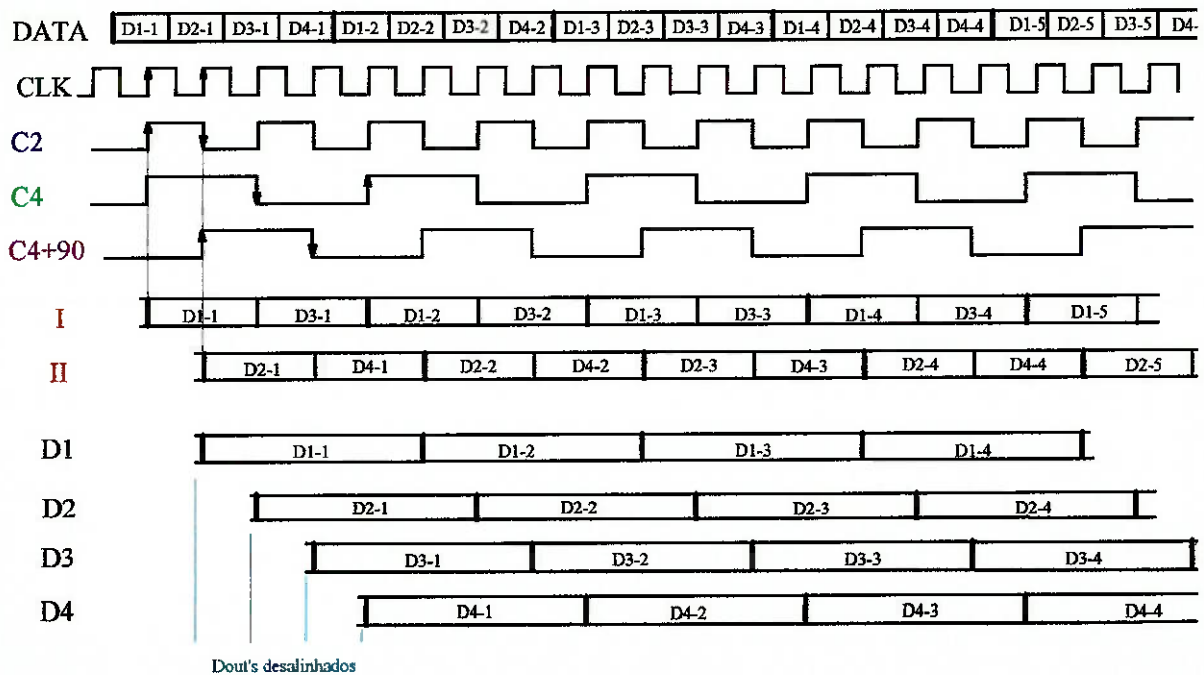 DATA D1-1 D2-1 D3-1 D4-1 D1-2 D2-2 D3-2 D4-2 D1-3 D2-3 D3-3 D4-3 D1-4 D2-4 D3-4 D4-4 D1-5 D2-5 D3-5 D4-
CLK
C2
C4
C4+90
I D1-1 D3-1 D1-2 D3-2 D1-3 D3-3 D1-4 D3-4 D1-5
II D2-1 D4-1 D2-2 D4-2 D2-3 D4-3 D2-4 D4-4 D2-5
D1 D1-1 D1-2 D1-3 D1-4
D2 D2-1 D2-2 D2-3 D2-4
D3 D3-1 D3-2 D3-3 D3-4
D4 D4-1 D4-2 D4-3 D4-4
Dout's desalinhados